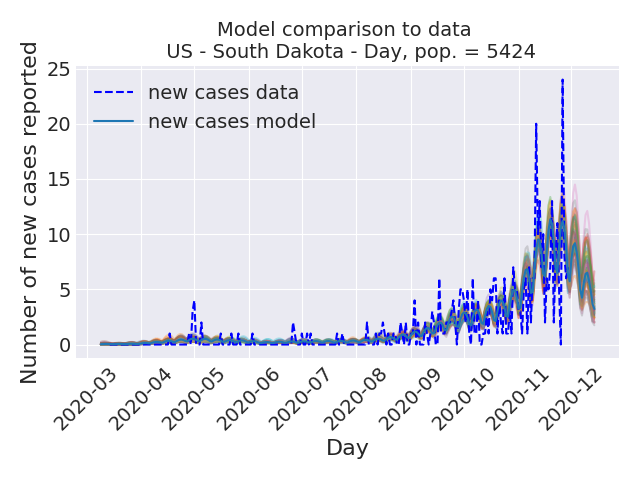 Model comparison to data
US - South Dakota - Day, pop. = 5424
Number of new cases reported
25
20
15
10
5
0
new cases data
new cases model
2020-03
2020-04
2020-05
2020-06
2020-07
2020-08
2020-09
2020-10
2020-11
2020-12
Day